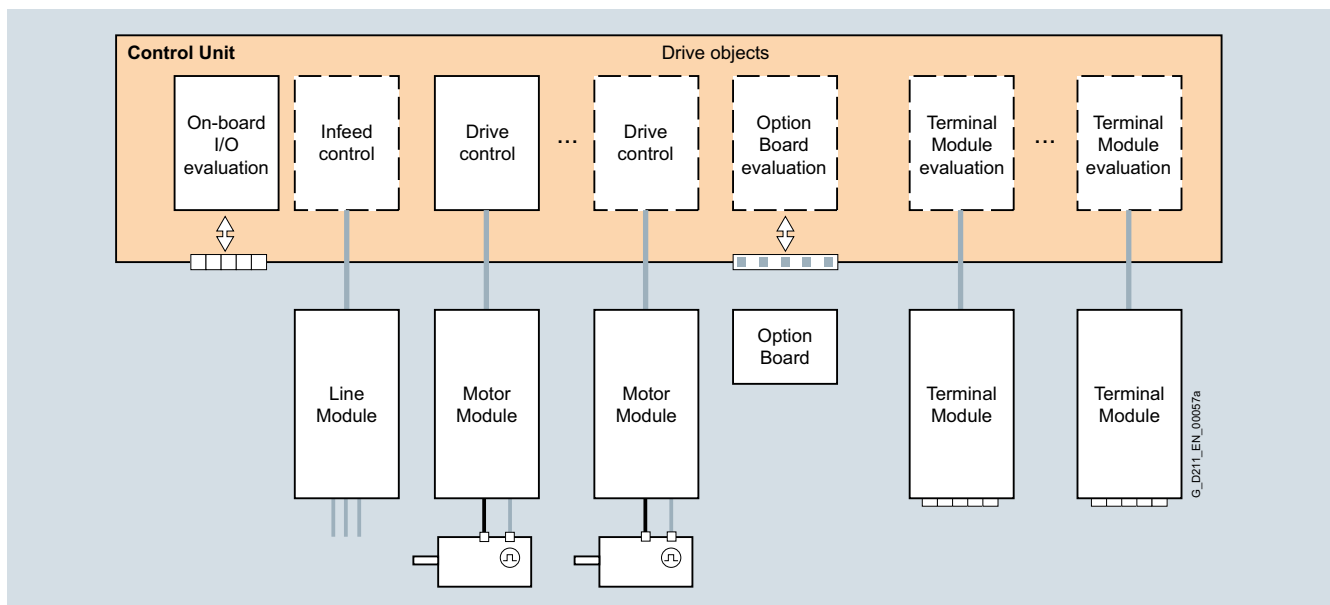 Control Unit
Drive objects
On-board
I/O
evaluation
Infeed
control
Drive
control
...
Drive
control
Option
Board
evaluation
Terminal
Module
evaluation
...
Terminal
Module
evaluation
Line
Module
Motor
Module
Motor
Module
Option
Board
Terminal
Module
Terminal
Module
G_D211_EN_00057a